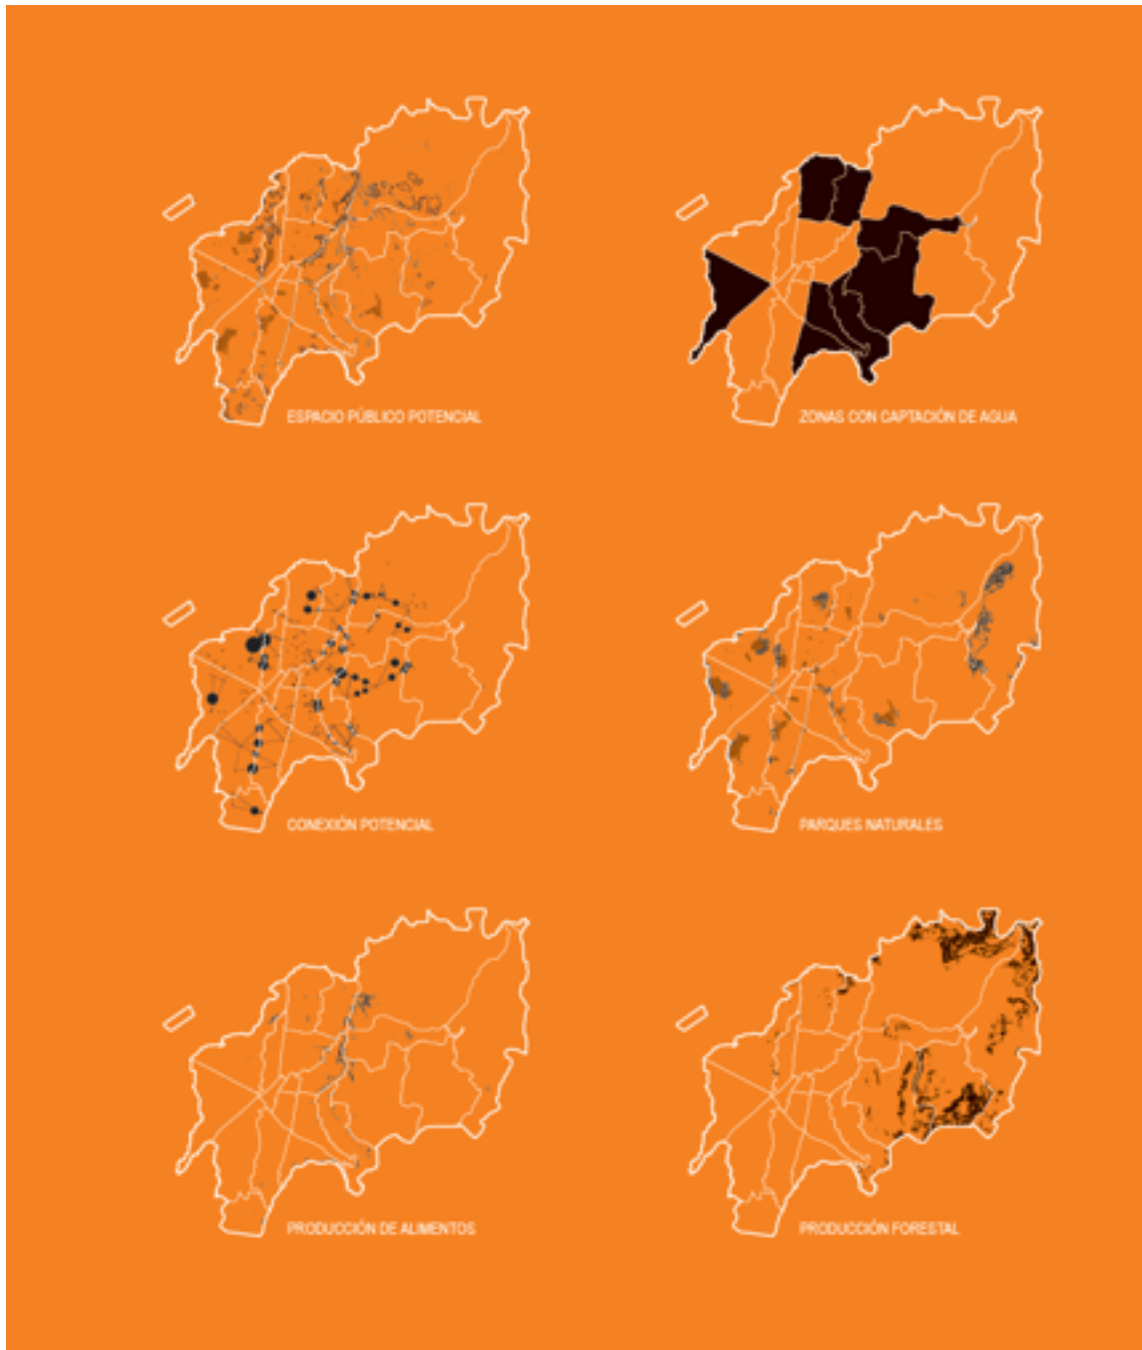 ESPACIO PÚBLICO POTENCIAL
ZONAS CON CAPTACIÓN DE AGUA
CONEXIÓN POTENCIAL
PARQUES NATURALES
PRODUCCIÓN DE ALIMENTOS
PRODUCCIÓN FORESTAL